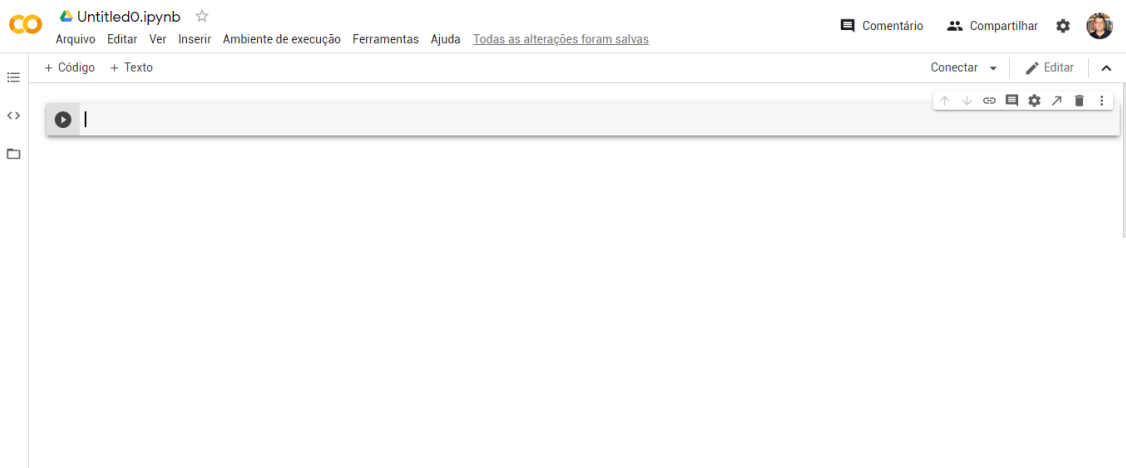 Untitled0.ipynb
Comentário Compartilhar
Arquivo Editar Ver Inserir Ambiente de execução Ferramentas Ajuda Todas as alterações foram salvas
+ Código + Texto Conectar Editar